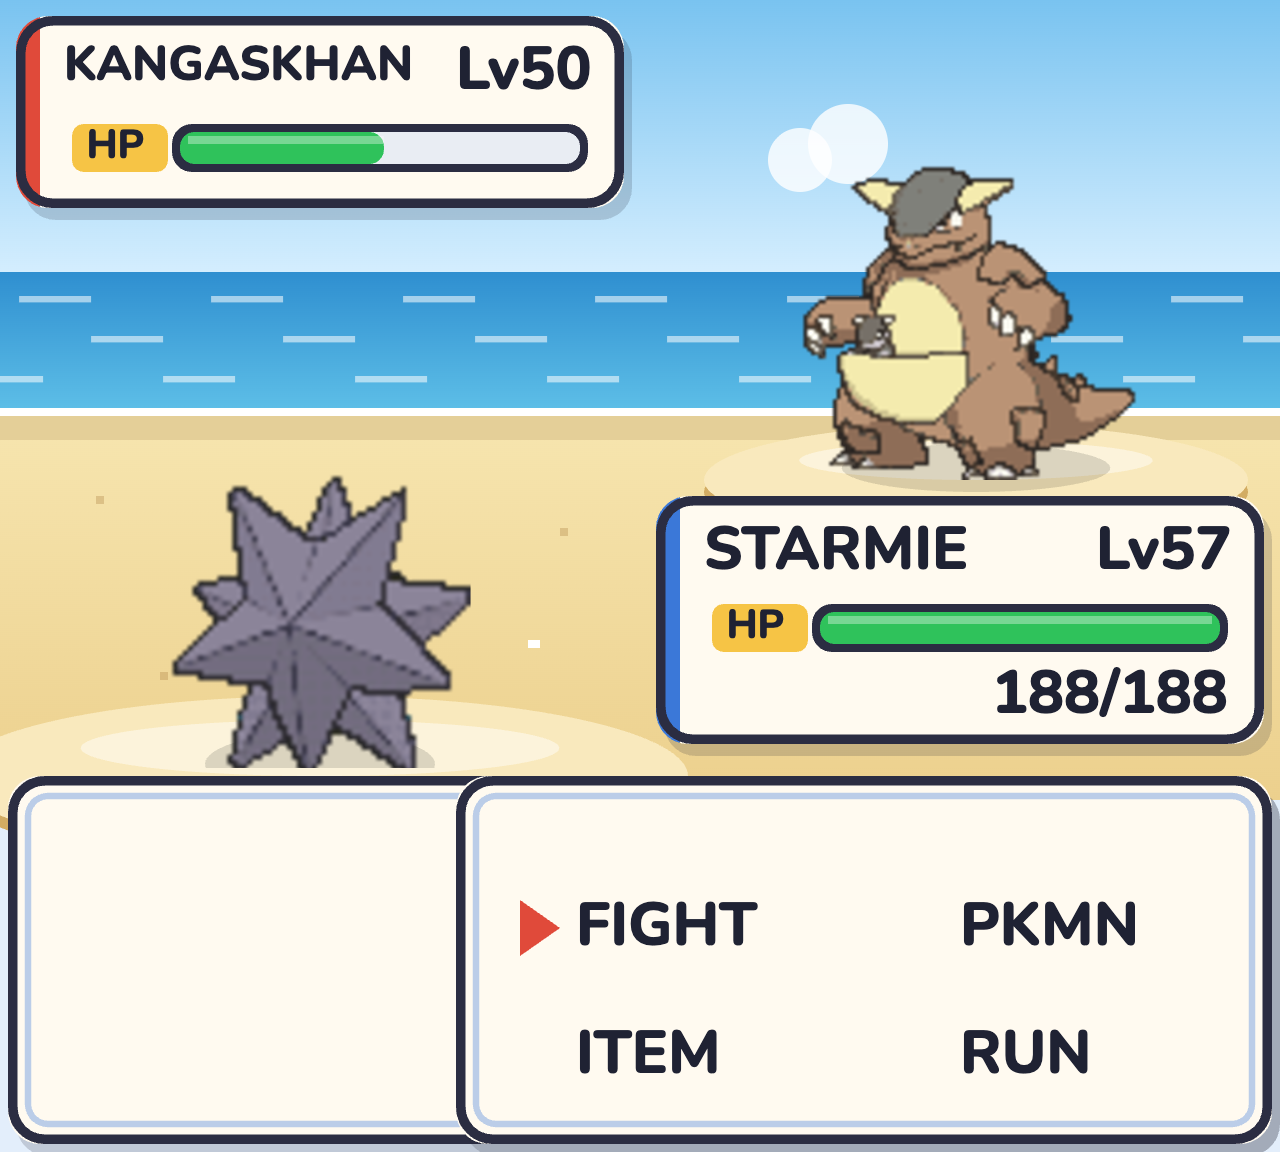 KANGASKHAN Lv50
HP
STARMIE Lv57
HP
188/188
FIGHT PKMN
ITEM RUN